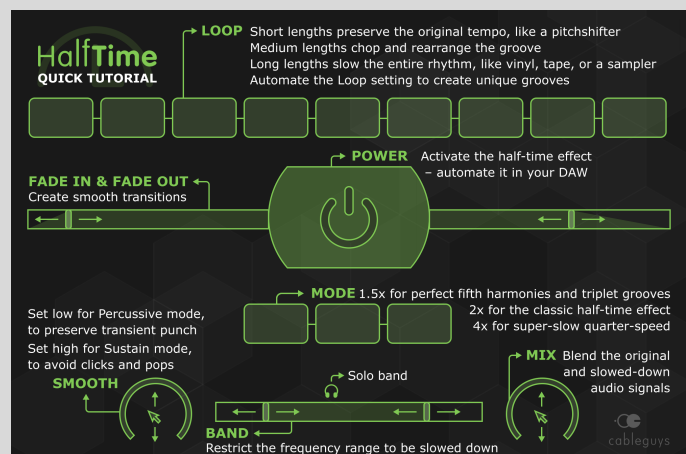 HalfTime
QUICK TUTORIAL
LOOP Short lengths preserve the original tempo, like a pitchshifter
Medium lengths chop and rearrange the groove
Long lengths slow the entire rhythm, like vinyl, tape, or a sampler
Automate the Loop setting to create unique grooves
POWER Activate the half-time effect
– automate it in your DAW
FADE IN & FADE OUT
Create smooth transitions
MODE 1.5x for perfect fifth harmonies and triplet grooves
2x for the classic half-time effect
4x for super-slow quarter-speed
Set low for Percussive mode,
to preserve transient punch
Set high for Sustain mode,
to avoid clicks and pops
SMOOTH
Solo band
BAND
Restrict the frequency range to be slowed down
MIX Blend the original
and slowed-down
audio signals
cableguys